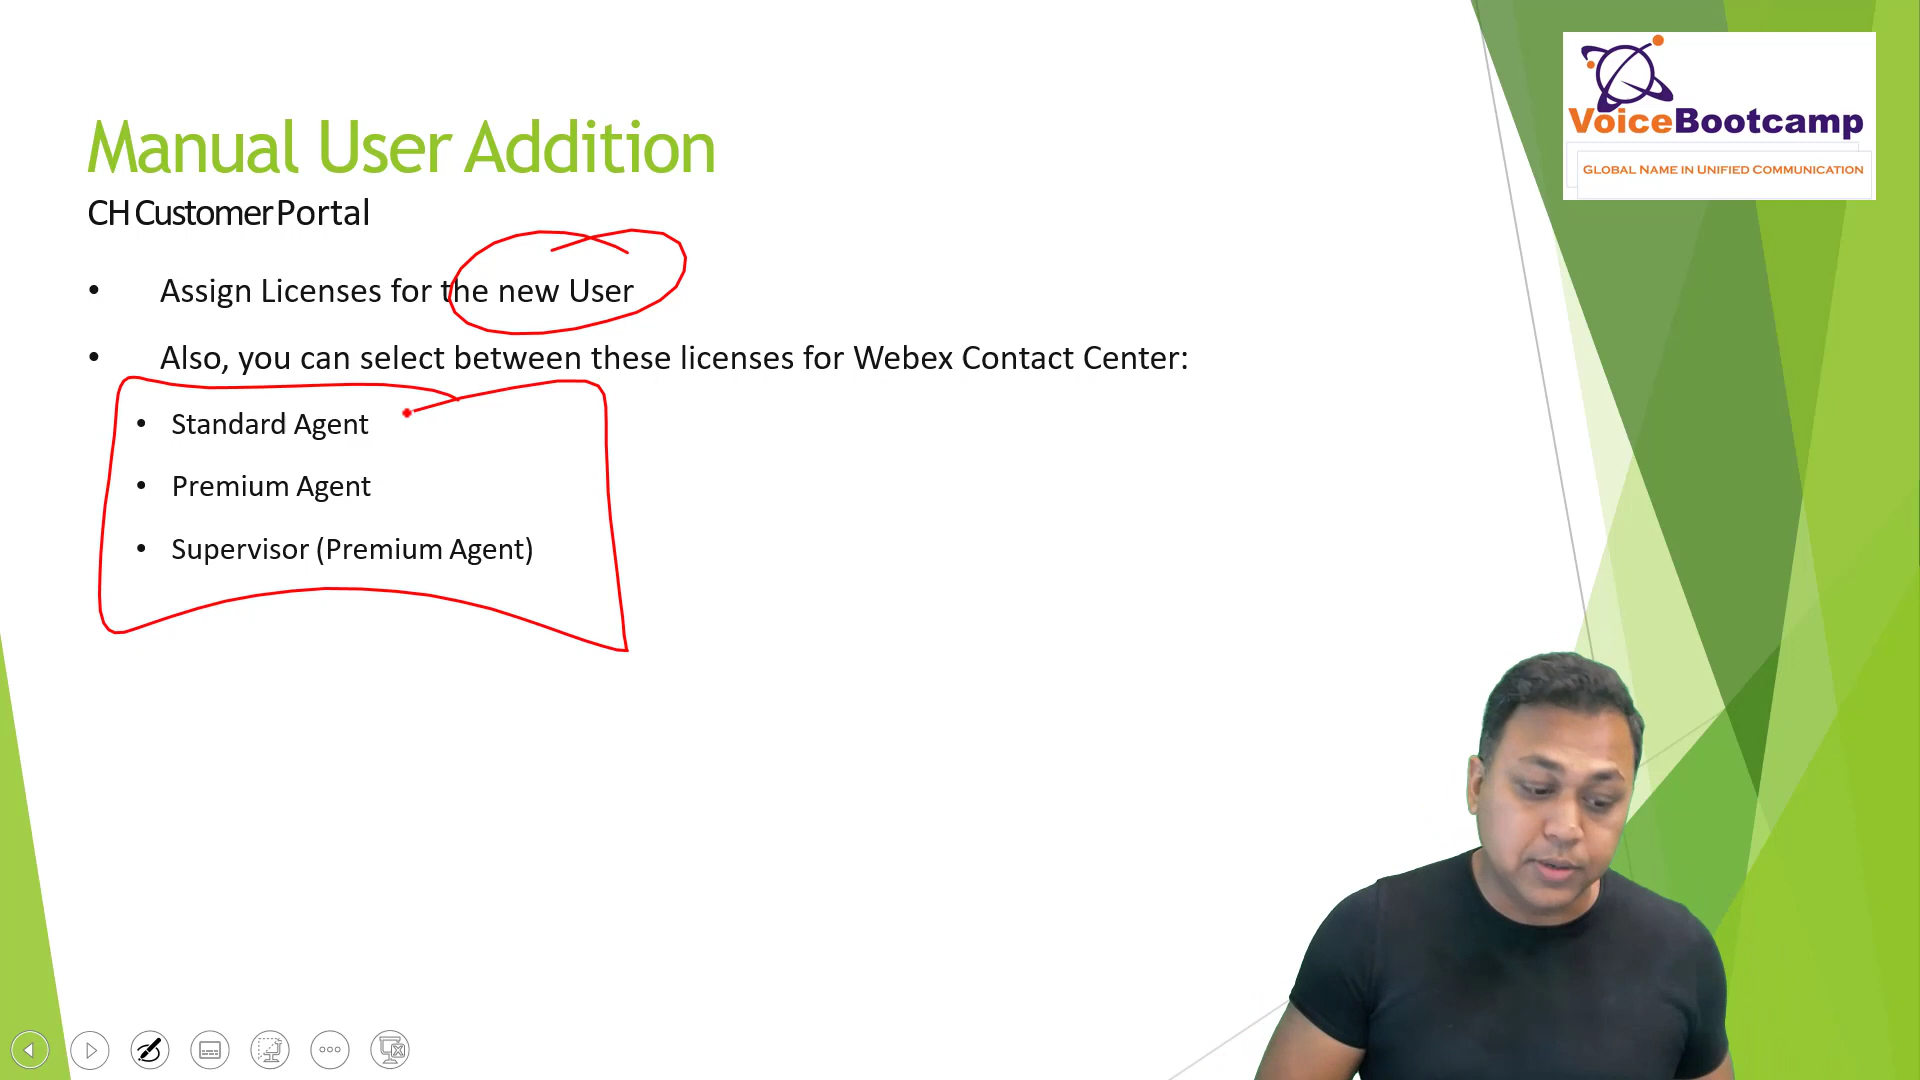 VoiceBootcamp
GLOBAL NAME IN UNIFIED COMMUNICATION
Manual User Addition
CH Customer Portal
• Assign Licenses for the new User
• Also, you can select between these licenses for Webex Contact Center:
• Standard Agent
• Premium Agent
• Supervisor (Premium Agent)